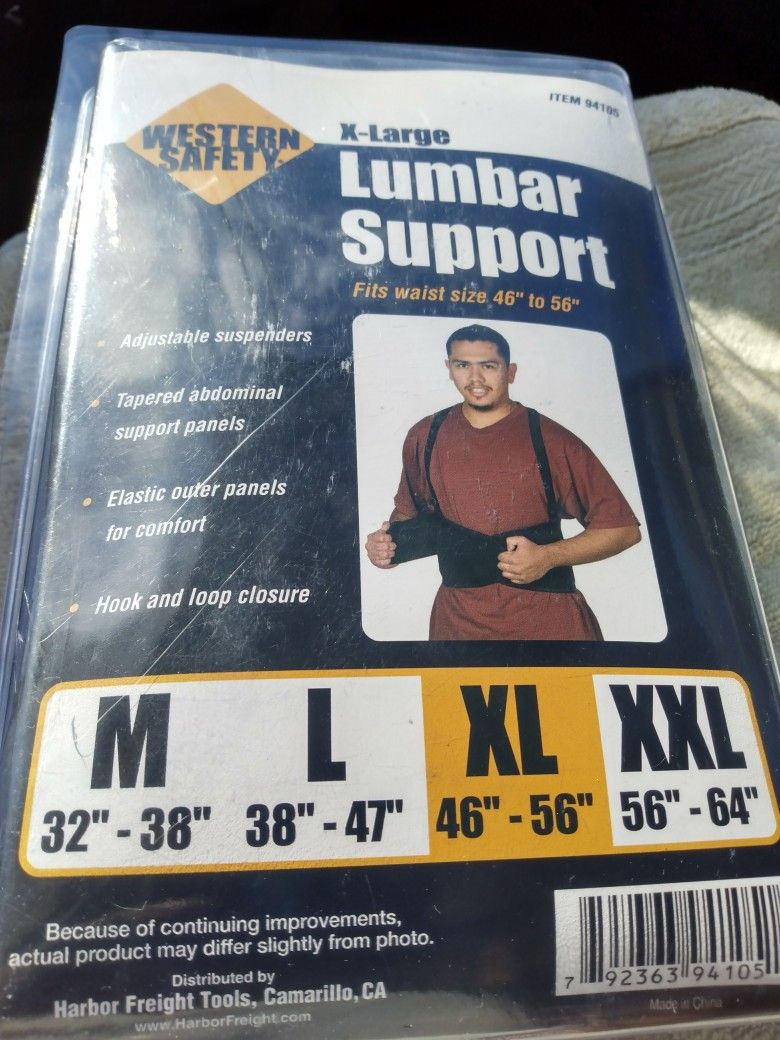 ITEM 94105
WESTERN
SAFETY
X-Large
Lumbar
Support
Fits waist size 46" to 56"
• Adjustable suspenders
• Tapered abdominal
support panels
• Elastic outer panels
for comfort
• Hook and loop closure
M L XL XXL
32" - 38" 38" - 47" 46" - 56" 56" - 64"
Because of continuing improvements,
actual product may differ slightly from photo.
Distributed by
Harbor Freight Tools, Camarillo, CA
www.HarborFreight.com
7 92363 94105
Made in China